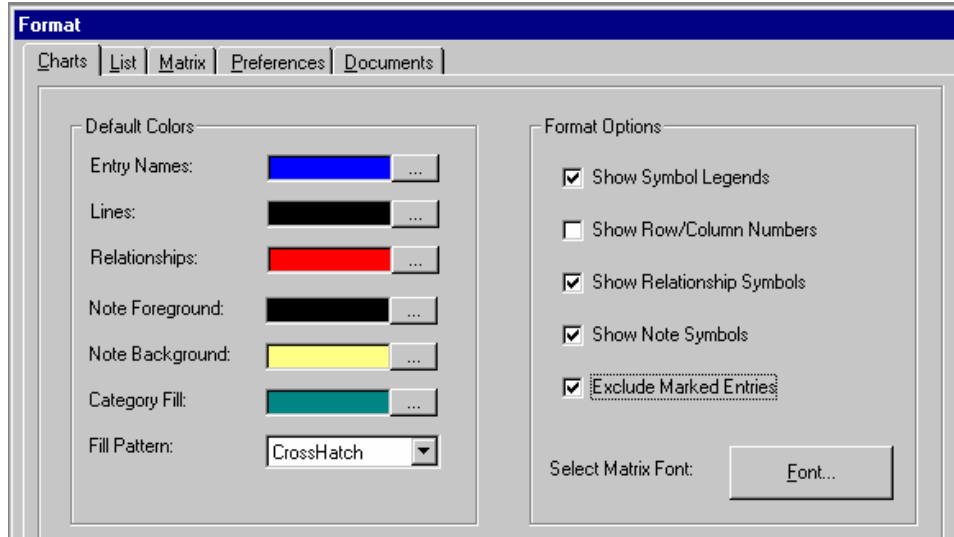 Format
Charts List Matrix Preferences Documents
Default Colors
Entry Names: ...
Lines: ...
Relationships: ...
Note Foreground: ...
Note Background: ...
Category Fill: ...
Fill Pattern: CrossHatch
Format Options
Show Symbol Legends
Show Row/Column Numbers
Show Relationship Symbols
Show Note Symbols
Exclude Marked Entries
Select Matrix Font: Font...